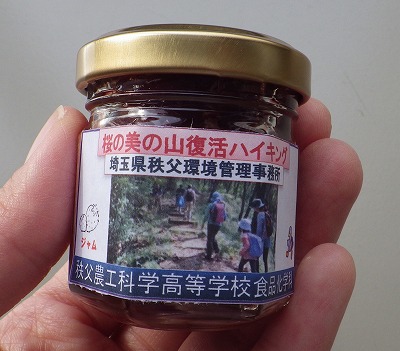 桜の美の山復活ハイキング
埼玉県秩父環境管理事務所
ジャム
秩父農工科学高等学校食品化学科